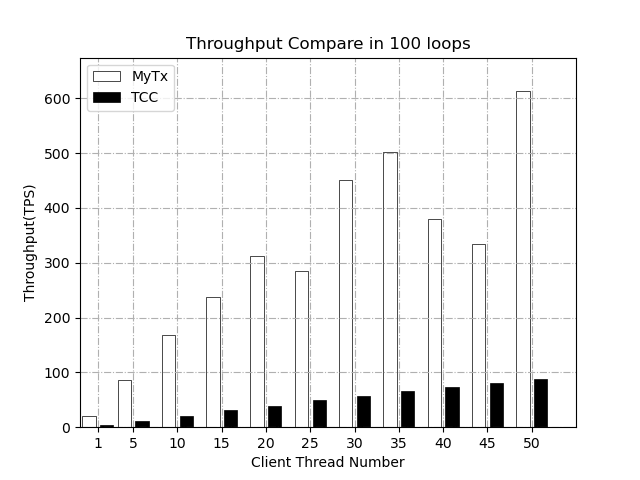 Throughput Compare in 100 loops
MyTx
TCC
Throughput(TPS)
600
500
400
300
200
100
0
1 5 10 15 20 25 30 35 40 45 50
Client Thread Number